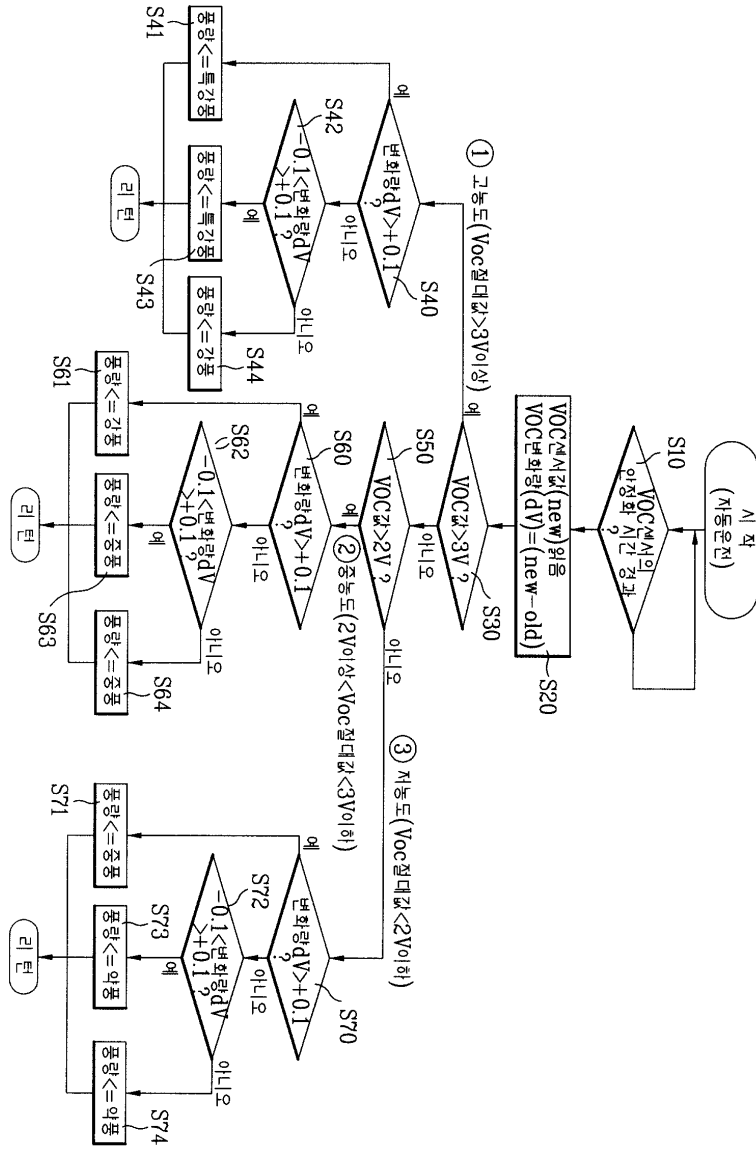 시 작
(자동운전)
S10
VOC센서의
안정화 시간 경과
?
VOC센서값(new)읽음
VOC변화량(dV)=(new-old)
S20
VOC값>3V ?
S30
예
아니오
① 고농도(Voc절대값>3V이상)
변화량dV>+0.1
?
S40
예
아니오
S42
-0.1<변화량dV
>+0.1 ?
예
아니오
S41
풍량<=특강풍
풍량<=특강풍
S43
풍량<=강풍
S44
리 턴
S50
VOC값>2V ?
예
아니오
② 중농도(2V이상<Voc절대값<3V이하)
S60
변화량dV>+0.1
?
예
아니오
S62
-0.1<변화량dV
>+0.1 ?
예
아니오
S61
풍량<=강풍
풍량<=중풍
S63
풍량<=중풍
S64
리 턴
③ 저농도(Voc절대값<2V이하)
변화량dV>+0.1
?
S70
예
아니오
S72
-0.1<변화량dV
>+0.1 ?
예
아니오
S71
풍량<=중풍
S73
풍량<=약풍
풍량<=약풍
S74
리 턴